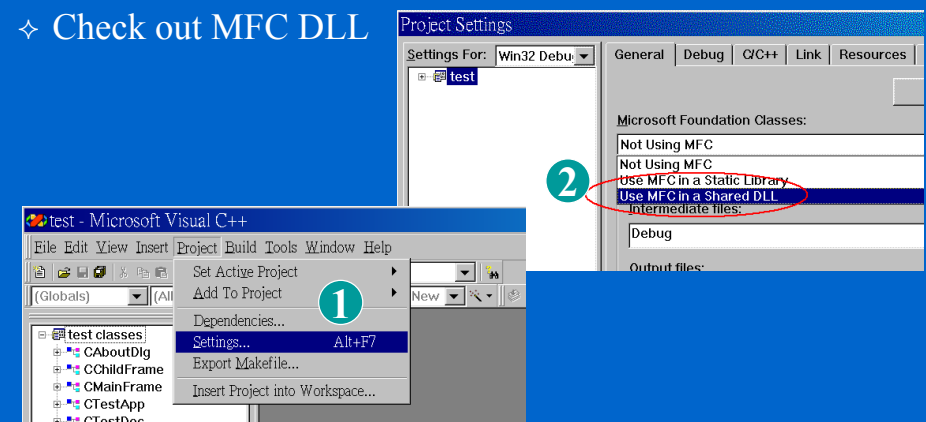 ✧ Check out MFC DLL
Project Settings
Settings For: Win32 Debu
General Debug C/C++ Link Resources
test
Microsoft Foundation Classes:
Not Using MFC
Not Using MFC
Use MFC in a Static Library
Use MFC in a Shared DLL
2
Intermediate files:
Debug
Output files:
test - Microsoft Visual C++
File Edit View Insert Project Build Tools Window Help
Set Active Project
Add To Project
1
(Globals) (All New
Dependencies...
Settings... Alt+F7
Export Makefile...
Insert Project into Workspace...
test classes
CAboutDlg
CChildFrame
CMainFrame
CTestApp
CTestDoc